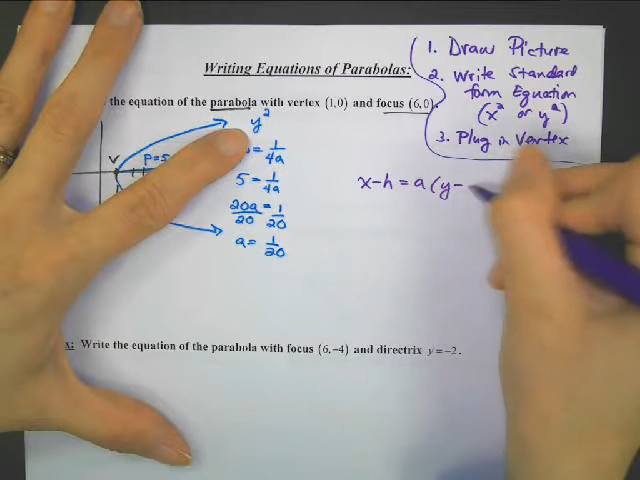 Writing Equations of Parabolas:
1. Draw Picture
2. Write Standard
form Equation
(x² or y²)
3. Plug in Vertex
the equation of the parabola with vertex (1,0) and focus (6,0).
y²
V
P=5
= 1/4a
5 = 1/4a
20a/20 = 1/20
a = 1/20
x-h = a(y-
x: Write the equation of the parabola with focus (6,-4) and directrix y=-2.